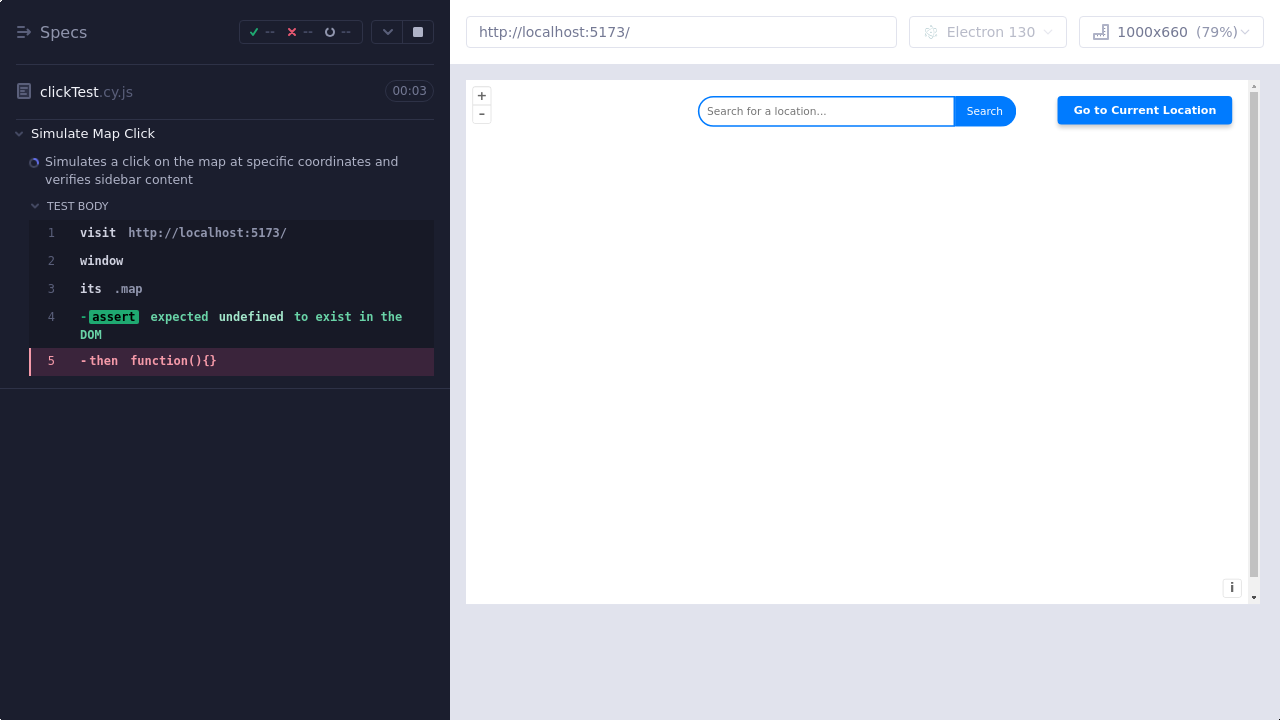 Specs
-- -- --
clickTest.cy.js 00:03
Simulate Map Click
Simulates a click on the map at specific coordinates and
verifies sidebar content
TEST BODY
1 visit http://localhost:5173/
2 window
3 its .map
4 -assert expected undefined to exist in the
DOM
5 -then function(){}
http://localhost:5173/ Electron 130 1000x660 (79%)
+
-
Search for a location... Search Go to Current Location
i